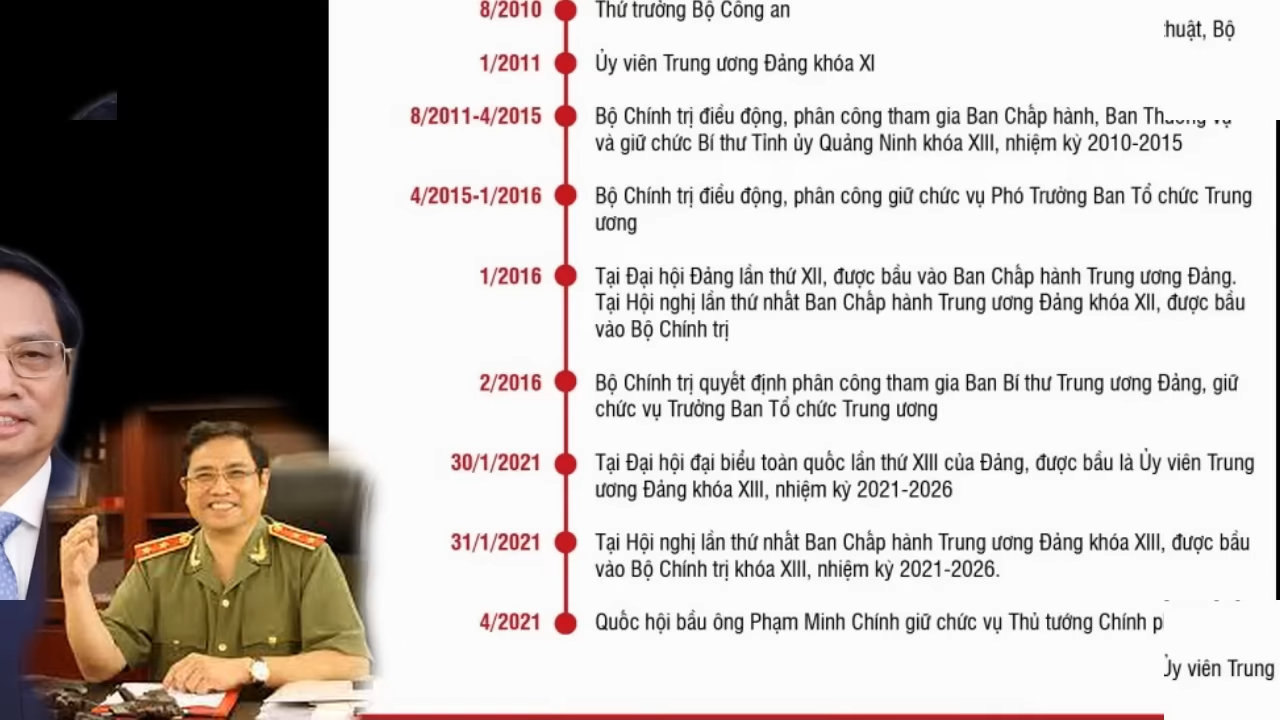 8/2010 Thứ trưởng Bộ Công an
thuật, Bộ
1/2011 Ủy viên Trung ương Đảng khóa XI
8/2011-4/2015 Bộ Chính trị điều động, phân công tham gia Ban Chấp hành, Ban Thường vụ
và giữ chức Bí thư Tỉnh ủy Quảng Ninh khóa XIII, nhiệm kỳ 2010-2015
4/2015-1/2016 Bộ Chính trị điều động, phân công giữ chức vụ Phó Trưởng Ban Tổ chức Trung
ương
1/2016 Tại Đại hội Đảng lần thứ XII, được bầu vào Ban Chấp hành Trung ương Đảng.
Tại Hội nghị lần thứ nhất Ban Chấp hành Trung ương Đảng khóa XII, được bầu
vào Bộ Chính trị
2/2016 Bộ Chính trị quyết định phân công tham gia Ban Bí thư Trung ương Đảng, giữ
chức vụ Trưởng Ban Tổ chức Trung ương
30/1/2021 Tại Đại hội đại biểu toàn quốc lần thứ XIII của Đảng, được bầu là Ủy viên Trung
ương Đảng khóa XIII, nhiệm kỳ 2021-2026
31/1/2021 Tại Hội nghị lần thứ nhất Ban Chấp hành Trung ương Đảng khóa XIII, được bầu
vào Bộ Chính trị khóa XIII, nhiệm kỳ 2021-2026.
4/2021 Quốc hội bầu ông Phạm Minh Chính giữ chức vụ Thủ tướng Chính p
Ủy viên Trung